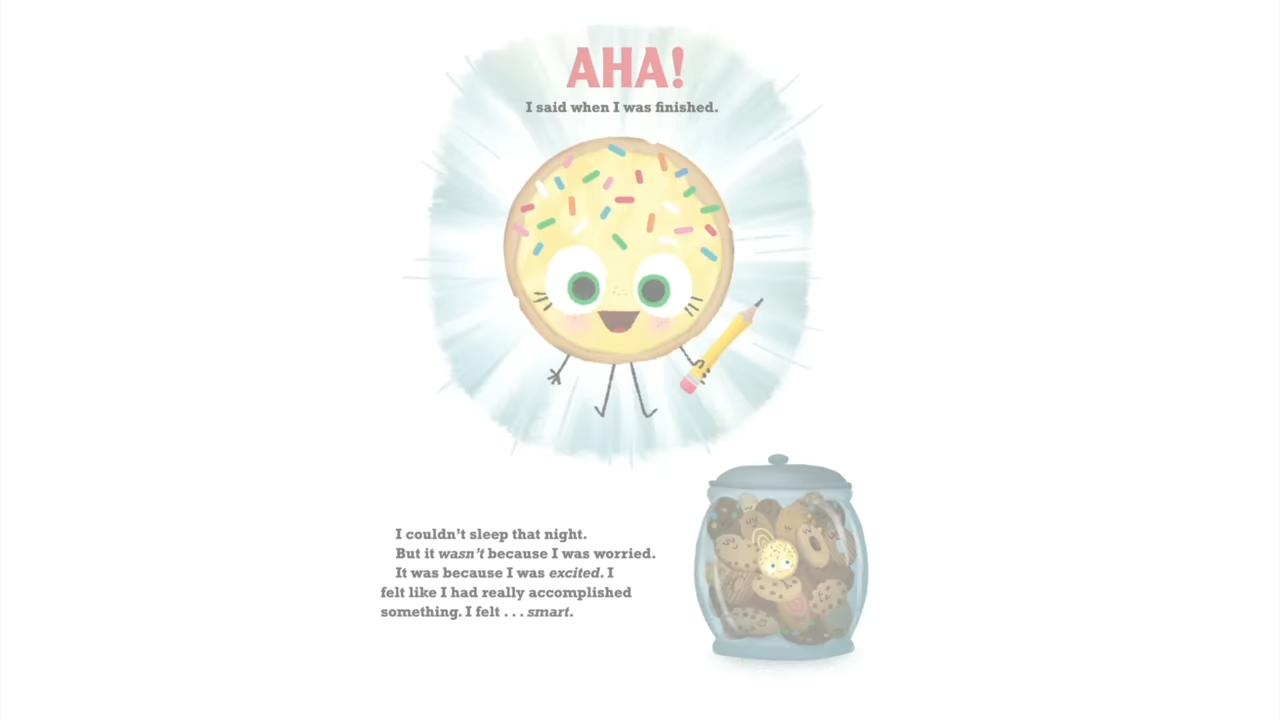 AHA!
I said when I was finished.
I couldn't sleep that night.
But it wasn't because I was worried.
It was because I was excited. I
felt like I had really accomplished
something. I felt . . . smart.